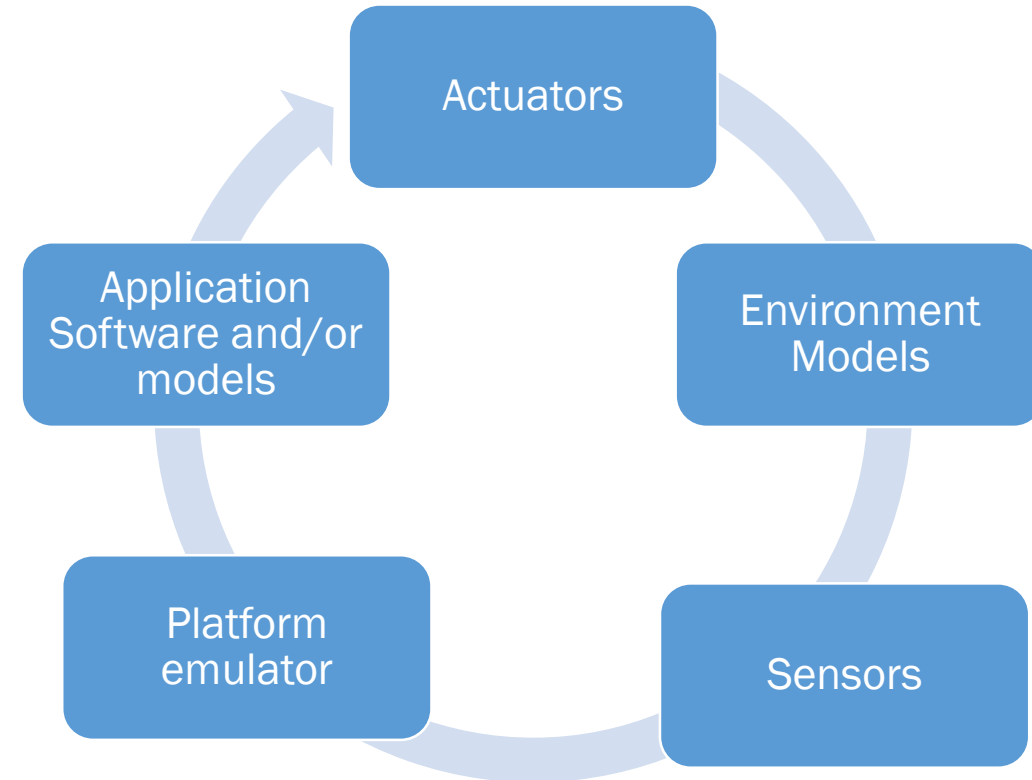 Actuators
Environment
Models
Sensors
Platform
emulator
Application
Software and/or
models